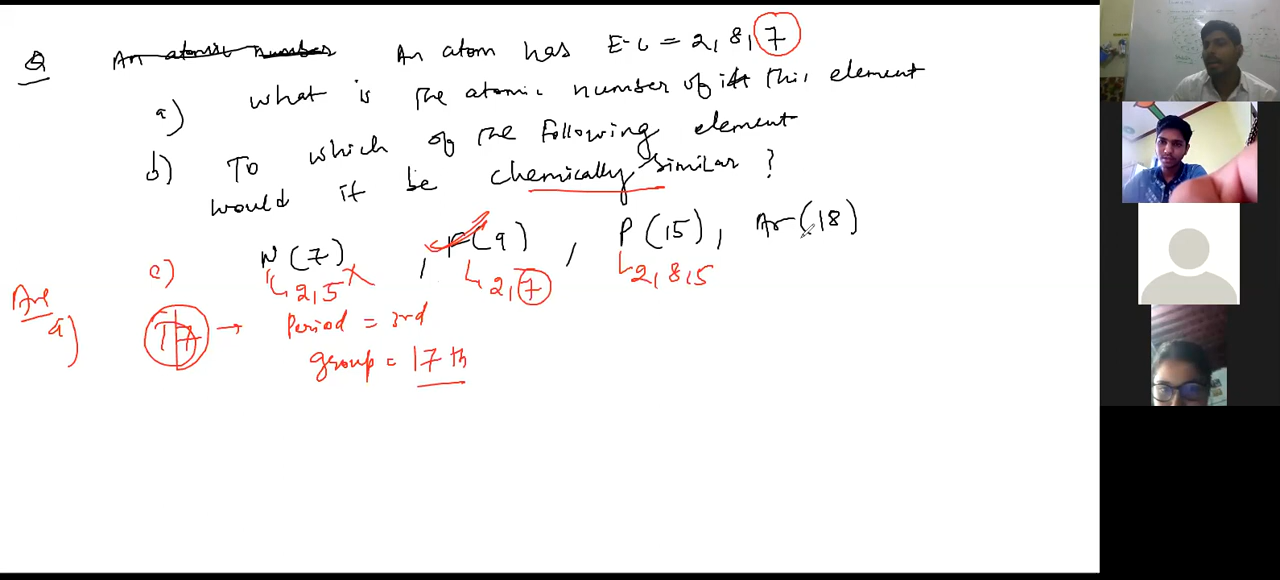 Q An atomic number An atom has E.C = 2, 8, 7
a) What is the atomic number of this element
b) To which of the following element
would it be chemically similar ?
c) N (7) , F (9) , P (15) , Ar (18)
2, 5 X 2, 7 2, 8, 5
Ans
a) 17 → Period = 3rd
group = 17 th